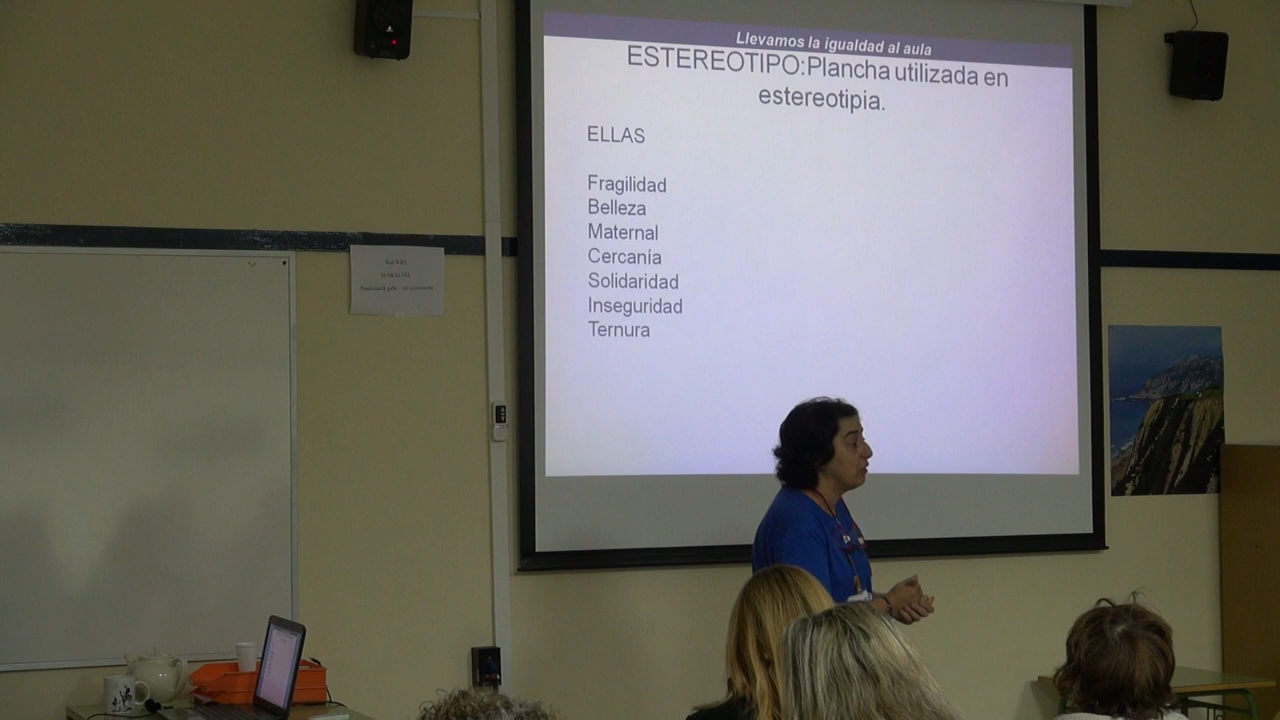 Llevamos la igualdad al aula
ESTEREOTIPO:Plancha utilizada en
estereotipia.
ELLAS
Fragilidad
Belleza
Maternal
Cercanía
Solidaridad
Inseguridad
Ternura